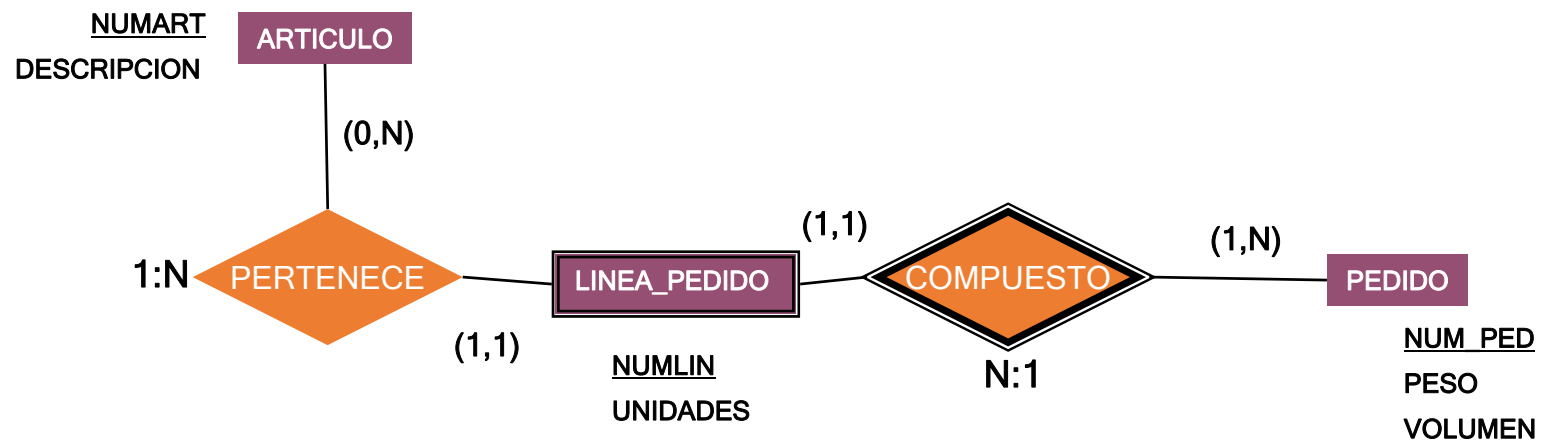 NUMART
DESCRIPCION
ARTICULO
(0,N)
1:N
PERTENECE
(1,1)
LINEA_PEDIDO
NUMLIN
UNIDADES
(1,1)
COMPUESTO
N:1
(1,N)
PEDIDO
NUM_PED
PESO
VOLUMEN